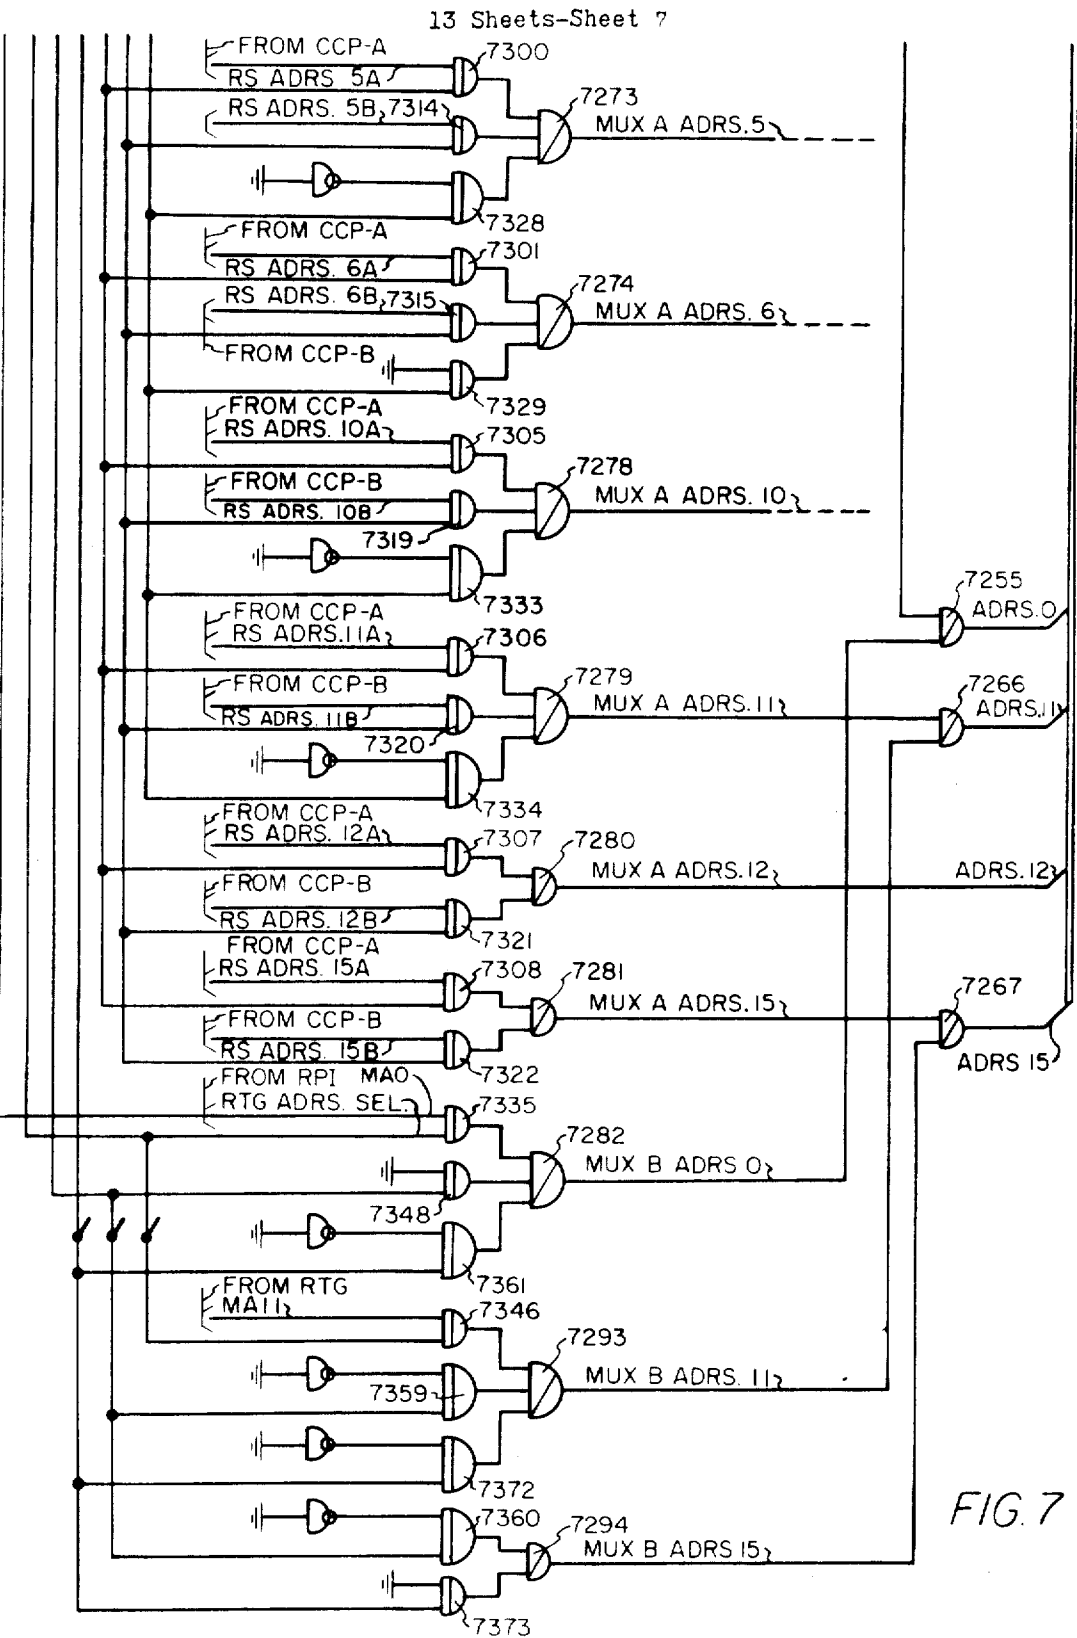 13 Sheets-Sheet 7
FROM CCP-A
7300
RS ADRS. 5A
RS ADRS. 5B
7314
7273
MUX A ADRS.5
7328
FROM CCP-A
7301
RS ADRS. 6A
RS ADRS. 6B
7315
7274
MUX A ADRS. 6
FROM CCP-B
7329
FROM CCP-A
RS ADRS. 10A
7305
FROM CCP-B
RS ADRS. 10B
7319
7278
MUX A ADRS. 10
7333
7255
ADRS.0
FROM CCP-A
RS ADRS.11A
7306
FROM CCP-B
RS ADRS. 11B
7320
7279
MUX A ADRS.11
7266
ADRS.11
7334
FROM CCP-A
RS ADRS. 12A
7307
7280
MUX A ADRS.12
ADRS.12
FROM CCP-B
RS ADRS. 12B
7321
FROM CCP-A
RS ADRS. 15A
7308
7281
MUX A ADRS.15
7267
ADRS 15
FROM CCP-B
RS ADRS. 15B
7322
FROM RPI MAO
RTG ADRS. SEL.
7335
7282
MUX B ADRS 0
7348
7361
FROM RTG
MA11
7346
7293
MUX B ADRS. 11
7359
7372
7360
7294
MUX B ADRS 15
7373
FIG. 7